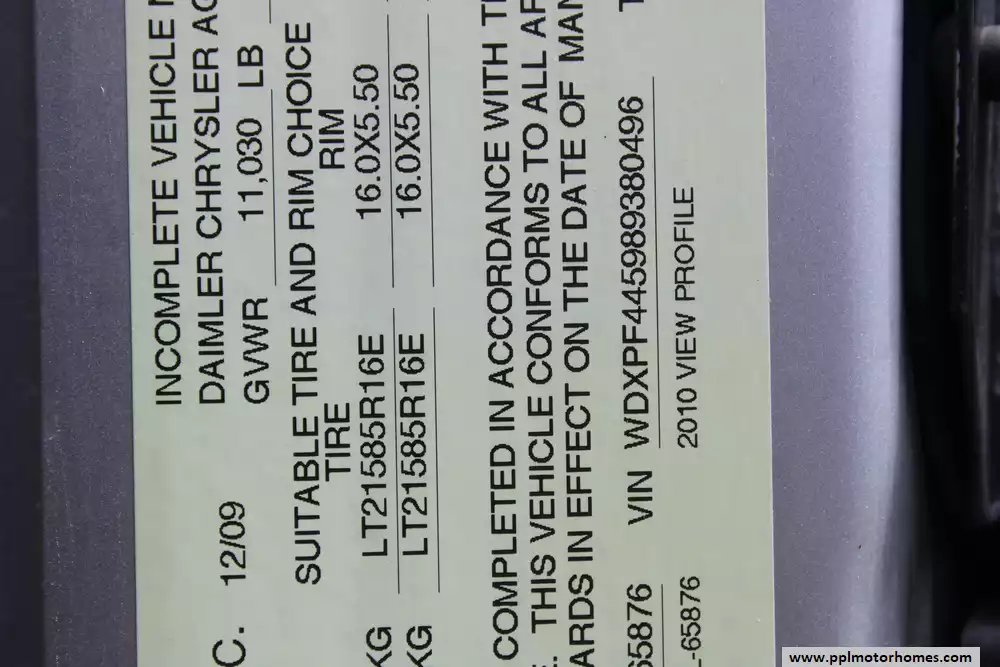 INCOMPLETE VEHICLE
C. 12/09 DAIMLER CHRYSLER AG
GVWR 11,030 LB
SUITABLE TIRE AND RIM CHOICE
TIRE RIM
KG LT21585R16E 16.0X5.50
KG LT21585R16E 16.0X5.50
COMPLETED IN ACCORDANCE WITH
THIS VEHICLE CONFORMS TO ALL
ARDS IN EFFECT ON THE DATE OF MAN
65876 VIN WDXPF445989380496
-65876 2010 VIEW PROFILE
www.pplmotorhomes.com